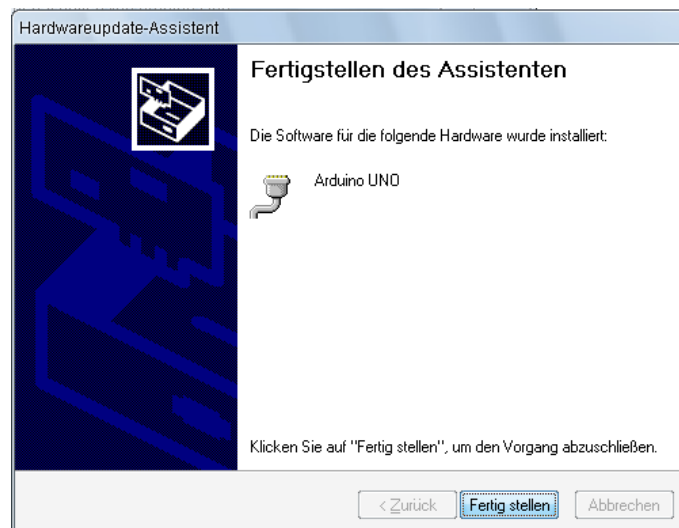 Hardwareupdate-Assistent
Fertigstellen des Assistenten
Die Software für die folgende Hardware wurde installiert:
Arduino UNO
Klicken Sie auf "Fertig stellen", um den Vorgang abzuschließen.
< Zurück Fertig stellen Abbrechen